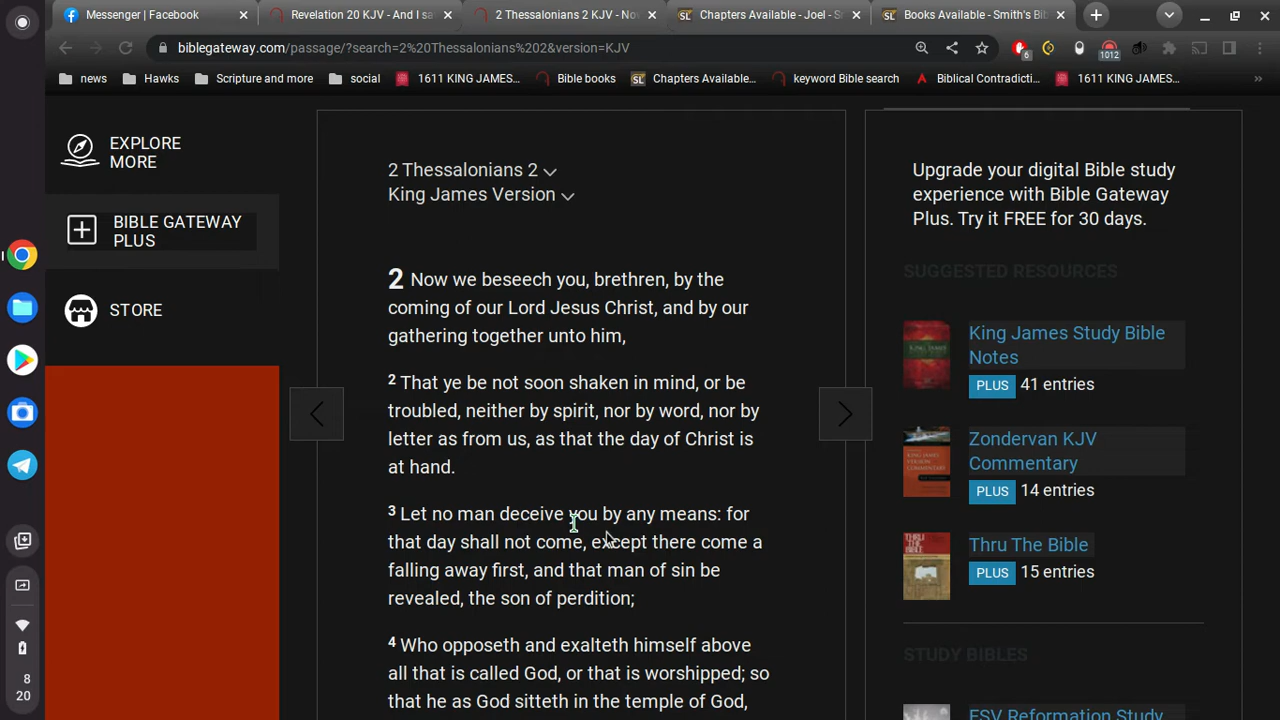 Messenger | Facebook
Revelation 20 KJV - And I sa
2 Thessalonians 2 KJV - No
Chapters Available - Joel - S
Books Available - Smith's Bi
biblegateway.com/passage/?search=2%20Thessalonians%202&version=KJV
6
1012
news
Hawks
Scripture and more
social
1611 KING JAMES...
Bible books
Chapters Available...
keyword Bible search
Biblical Contradicti...
1611 KING JAMES...
»
EXPLORE
MORE
BIBLE GATEWAY
PLUS
STORE
2 Thessalonians 2
King James Version
2 Now we beseech you, brethren, by the
coming of our Lord Jesus Christ, and by our
gathering together unto him,
2 That ye be not soon shaken in mind, or be
troubled, neither by spirit, nor by word, nor by
letter as from us, as that the day of Christ is
at hand.
3 Let no man deceive you by any means: for
that day shall not come, except there come a
falling away first, and that man of sin be
revealed, the son of perdition;
4 Who opposeth and exalteth himself above
all that is called God, or that is worshipped; so
that he as God sitteth in the temple of God,
Upgrade your digital Bible study
experience with Bible Gateway
Plus. Try it FREE for 30 days.
SUGGESTED RESOURCES
King James Study Bible
Notes
PLUS 41 entries
Zondervan KJV
Commentary
PLUS 14 entries
Thru The Bible
PLUS 15 entries
STUDY BIBLES
ESV Reformation Study
8
20